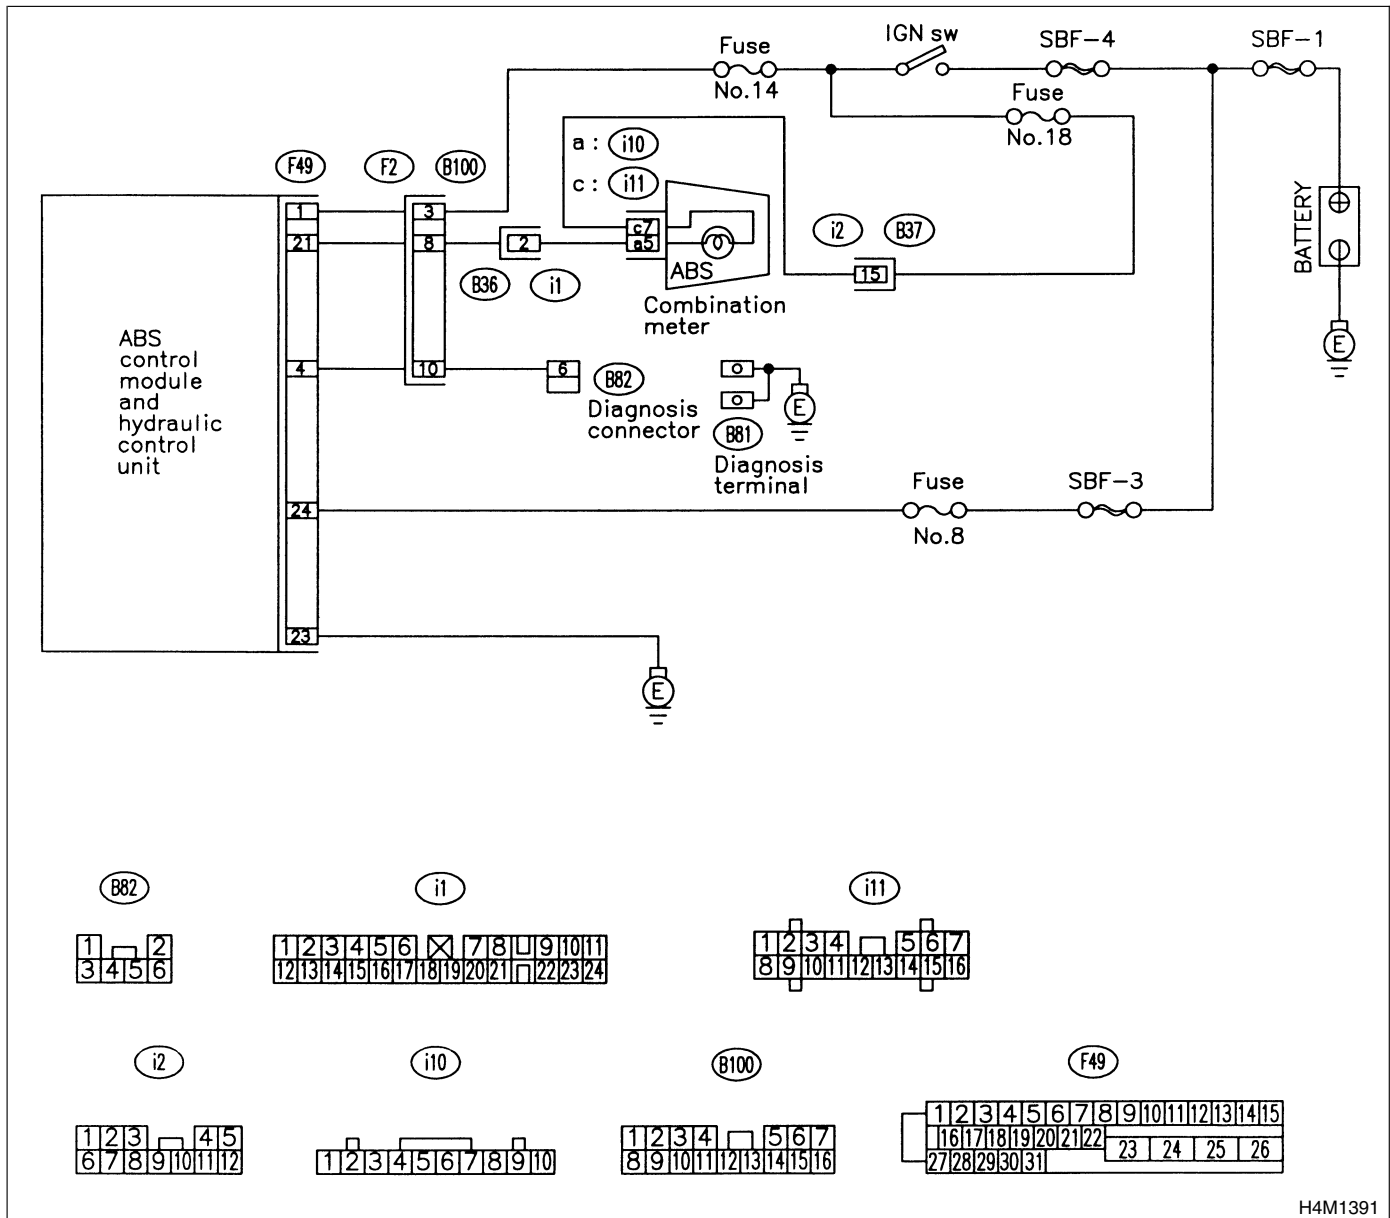 Fuse
No.14
IGN sw
SBF-4
SBF-1
Fuse
No.18
a : i10
c : i11
F49
F2
B100
1
3
21
8
2
c7
a5
ABS
i2
B37
15
BATTERY
E
B36
i1
Combination
meter
ABS
control
module
and
hydraulic
control
unit
4
10
6
B82
Diagnosis
connector
E
B81
Diagnosis
terminal
24
Fuse
No.8
SBF-3
23
E
B82
1 2
3 4 5 6
i1
1 2 3 4 5 6 7 8 9 10 11
12 13 14 15 16 17 18 19 20 21 22 23 24
i11
1 2 3 4 5 6 7
8 9 10 11 12 13 14 15 16
i2
1 2 3 4 5
6 7 8 9 10 11 12
i10
1 2 3 4 5 6 7 8 9 10
B100
1 2 3 4 5 6 7
8 9 10 11 12 13 14 15 16
F49
1 2 3 4 5 6 7 8 9 10 11 12 13 14 15
16 17 18 19 20 21 22 23 24 25 26
27 28 29 30 31
H4M1391